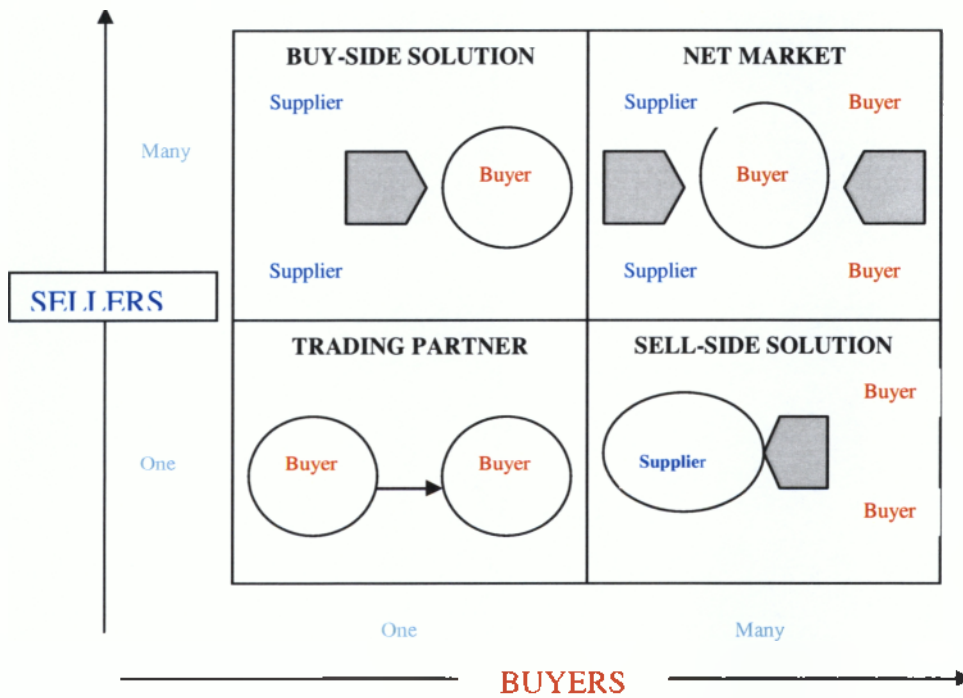 BUY-SIDE SOLUTION
NET MARKET
Supplier
Supplier
Buyer
Many
Buyer
Buyer
Supplier
Supplier
Buyer
SELLERS
TRADING PARTNER
SELL-SIDE SOLUTION
Buyer
One
Buyer
Buyer
Supplier
Buyer
One
Many
BUYERS